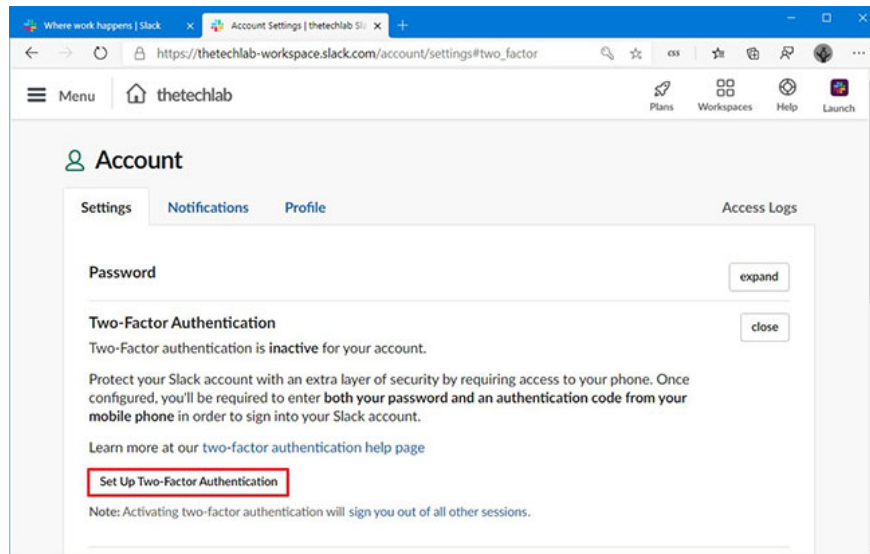 Where work happens | Slack
Account Settings | thetechlab Sla
https://thetechlab-workspace.slack.com/account/settings#two_factor
CSS
Menu
thetechlab
Plans
Workspaces
Help
Launch
Account
Settings
Notifications
Profile
Access Logs
Password
expand
Two-Factor Authentication
close
Two-Factor authentication is inactive for your account.
Protect your Slack account with an extra layer of security by requiring access to your phone. Once
configured, you'll be required to enter both your password and an authentication code from your
mobile phone in order to sign into your Slack account.
Learn more at our two-factor authentication help page
Set Up Two-Factor Authentication
Note: Activating two-factor authentication will sign you out of all other sessions.